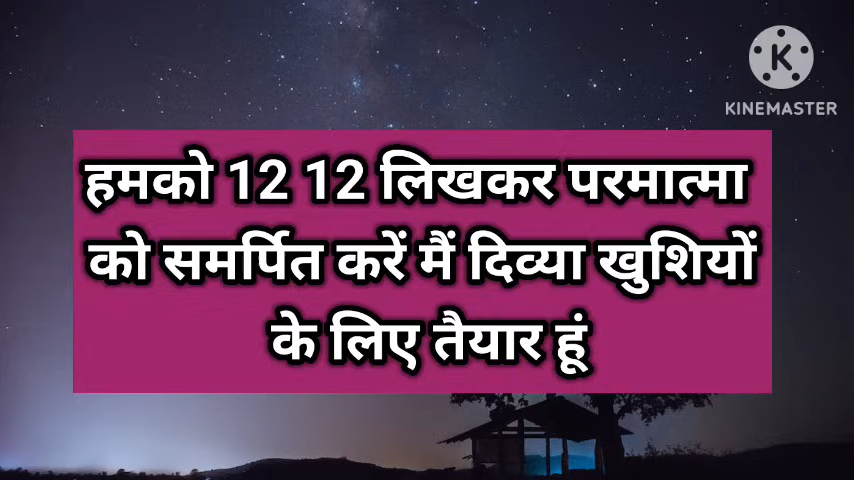 KINEMASTER
हमको 12 12 लिखकर परमात्मा
को समर्पित करें मैं दिव्या खुशियों
के लिए तैयार हूं